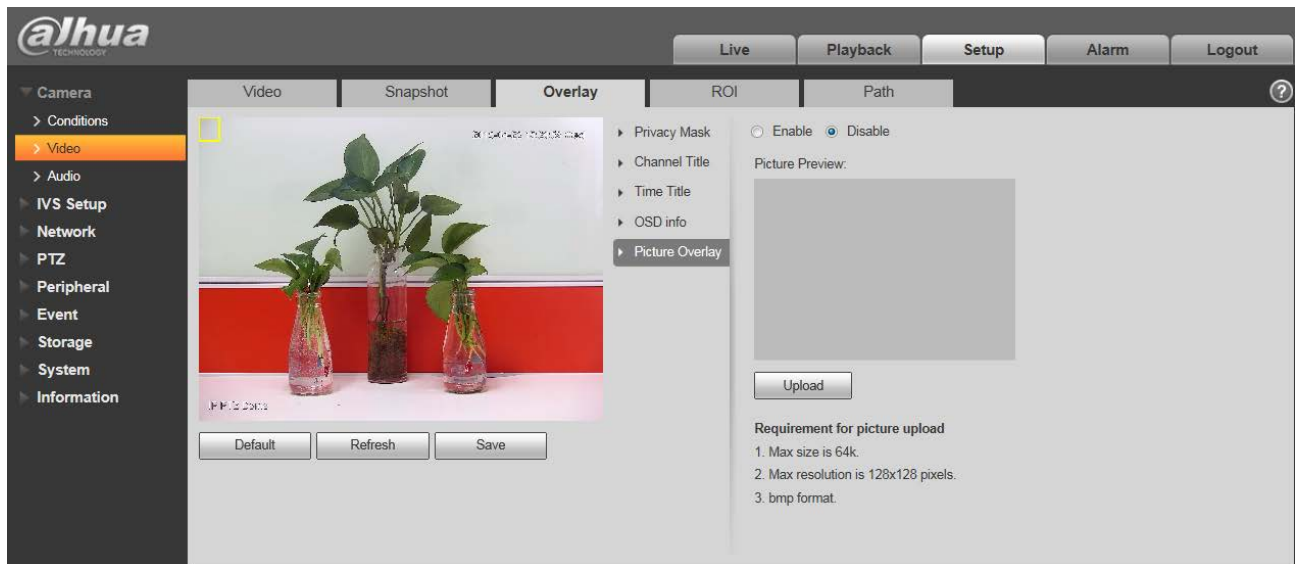 alhua
TECHNOLOGY
Live
Playback
Setup
Alarm
Logout
Camera
Conditions
Video
Audio
IVS Setup
Network
PTZ
Peripheral
Event
Storage
System
Information
Video
Snapshot
Overlay
ROI
Path
?
Default
Refresh
Save
Privacy Mask
Channel Title
Time Title
OSD info
Picture Overlay
Enable Disable
Picture Preview:
Upload
Requirement for picture upload
1. Max size is 64k.
2. Max resolution is 128x128 pixels.
3. bmp format.